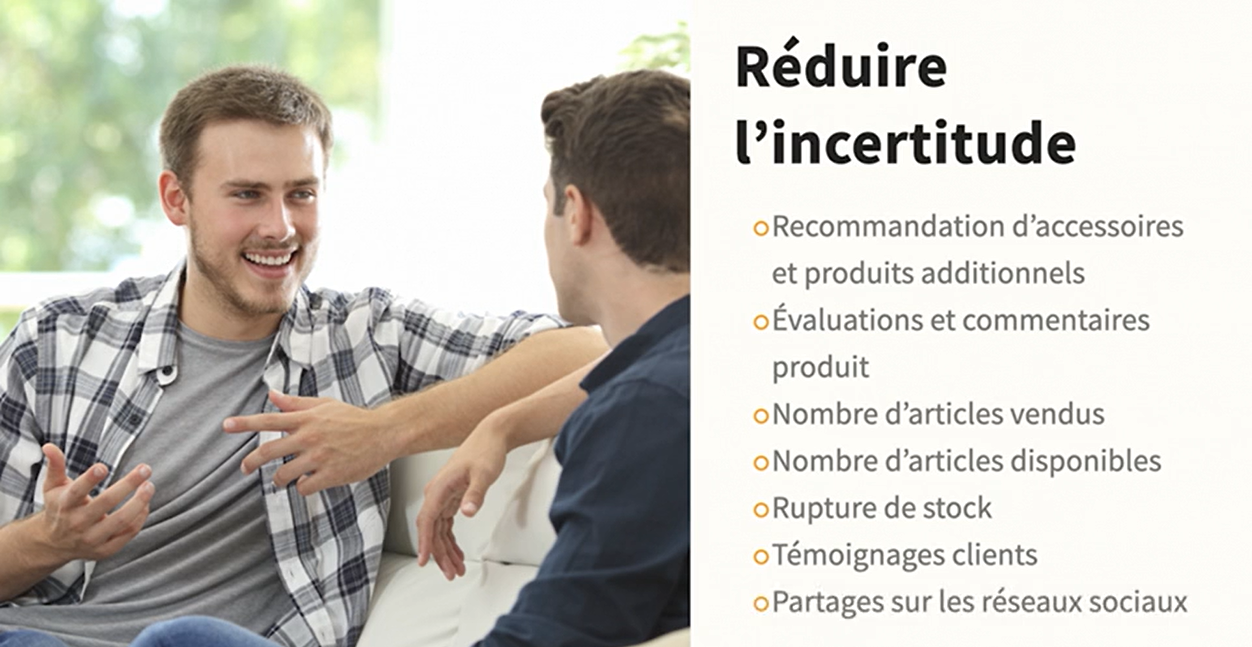 Réduire
l’incertitude
Recommandation d’accessoires
et produits additionnels
Évaluations et commentaires
produit
Nombre d’articles vendus
Nombre d’articles disponibles
Rupture de stock
Témoignages clients
Partages sur les réseaux sociaux